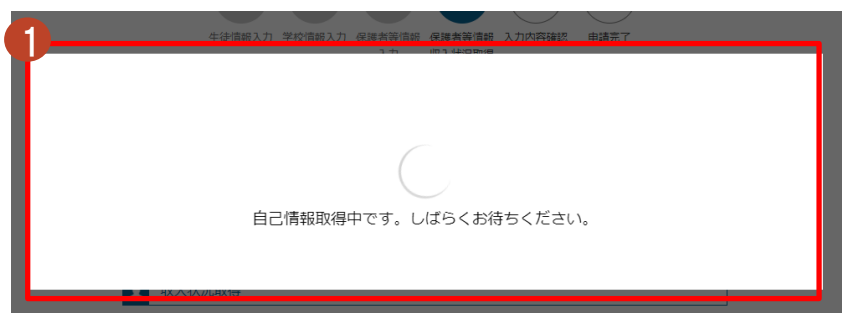 1
生徒情報入力 学校情報入力 保護者等情報 保護者等情報 入力内容確認 申請完了
入力 収入状況取得
自己情報取得中です。しばらくお待ちください。
収入状況取得